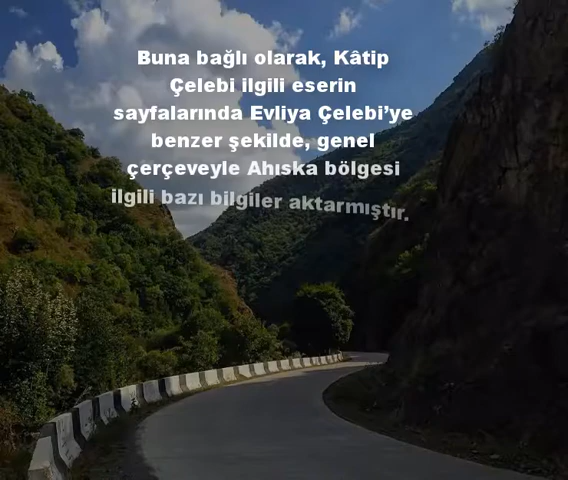 Buna bağlı olarak, Kâtip
Çelebi ilgili eserin
sayfalarında Evliya Çelebi’ye
benzer şekilde, genel
çerçeveyle Ahıska bölgesi
ilgili bazı bilgiler aktarmıştır.